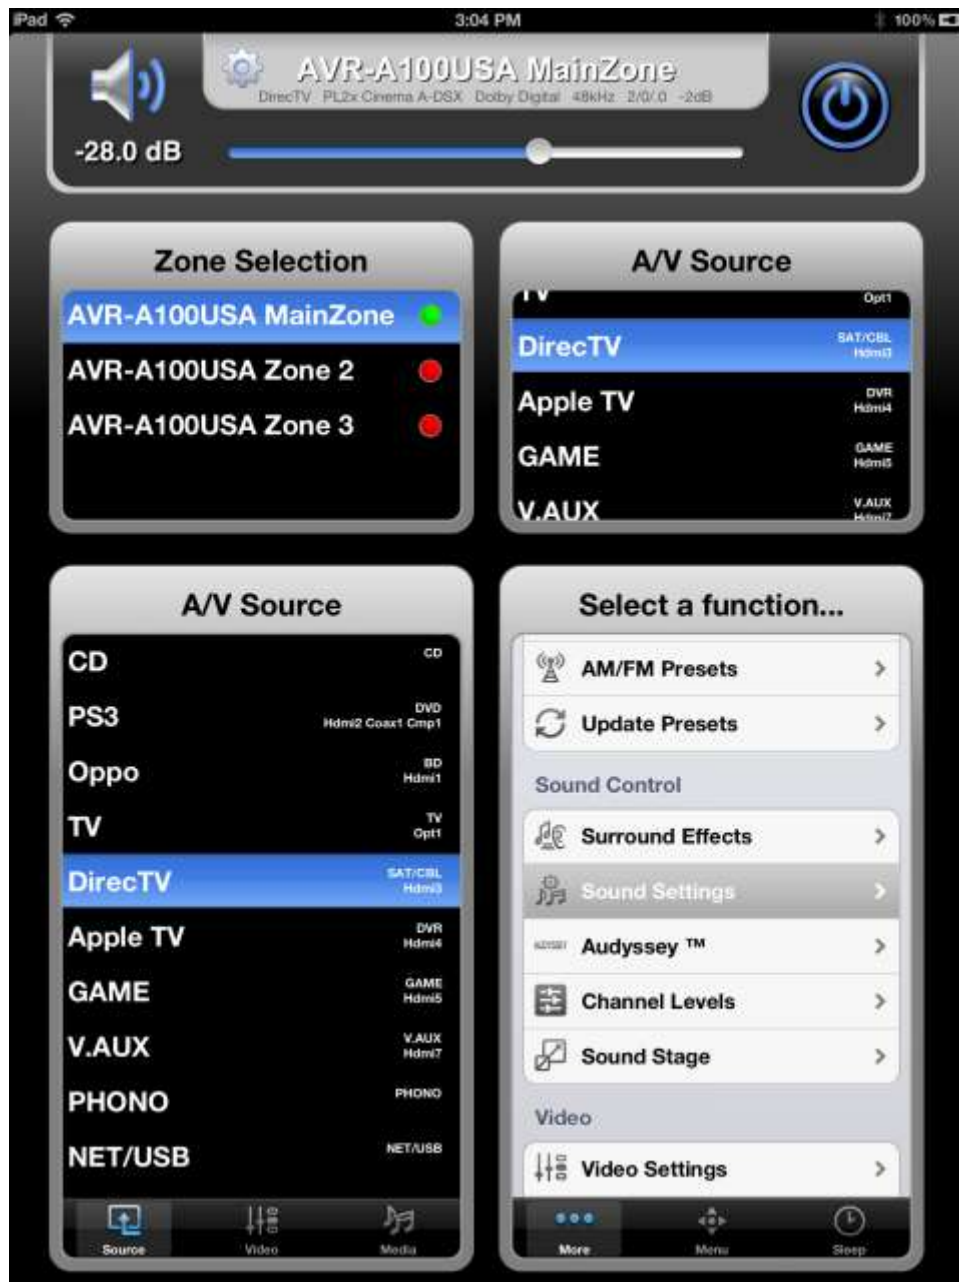 iPad 3:04 PM 100%
AVR-A100USA MainZone
DirecTV PL2x Cinema A-DSX Dolby Digital 48kHz 2/0/.0 -2dB
-28.0 dB
Zone Selection
AVR-A100USA MainZone
AVR-A100USA Zone 2
AVR-A100USA Zone 3
A/V Source
TV Opt1
DirecTV SAT/CBL
Hdmi3
Apple TV DVR
Hdmi4
GAME GAME
Hdmi5
V.AUX V.AUX
Hdmi7
A/V Source
CD CD
PS3 DVD
Hdmi2 Coax1 Cmp1
Oppo BD
Hdmi1
TV TV
Opt1
DirecTV SAT/CBL
Hdmi3
Apple TV DVR
Hdmi4
GAME GAME
Hdmi5
V.AUX V.AUX
Hdmi7
PHONO PHONO
NET/USB NET/USB
Source Video Media
Select a function...
AM/FM Presets
Update Presets
Sound Control
Surround Effects
Sound Settings
AUDYSSEY Audyssey ™
Channel Levels
Sound Stage
Video
Video Settings
More Menu Sleep